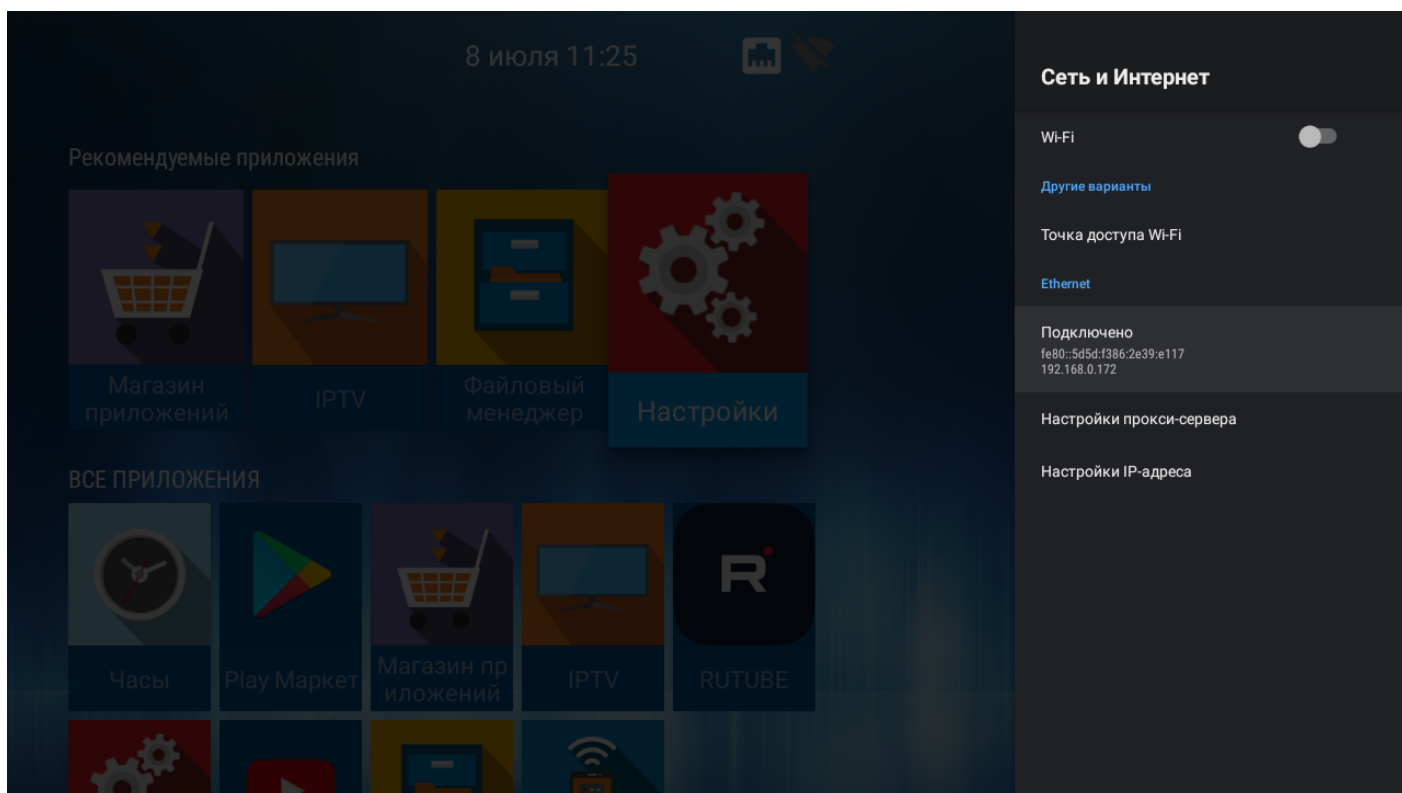 8 июля 11:25
Рекомендуемые приложения
Магазин
приложений
IPTV
Файловый
менеджер
Настройки
ВСЕ ПРИЛОЖЕНИЯ
Часы
Play Маркет
Магазин пр
иложений
IPTV
R
RUTUBE
Сеть и Интернет
Wi-Fi
Другие варианты
Точка доступа Wi-Fi
Ethernet
Подключено
fe80::5d5d:f386:2e39:e117
192.168.0.172
Настройки прокси-сервера
Настройки IP-адреса